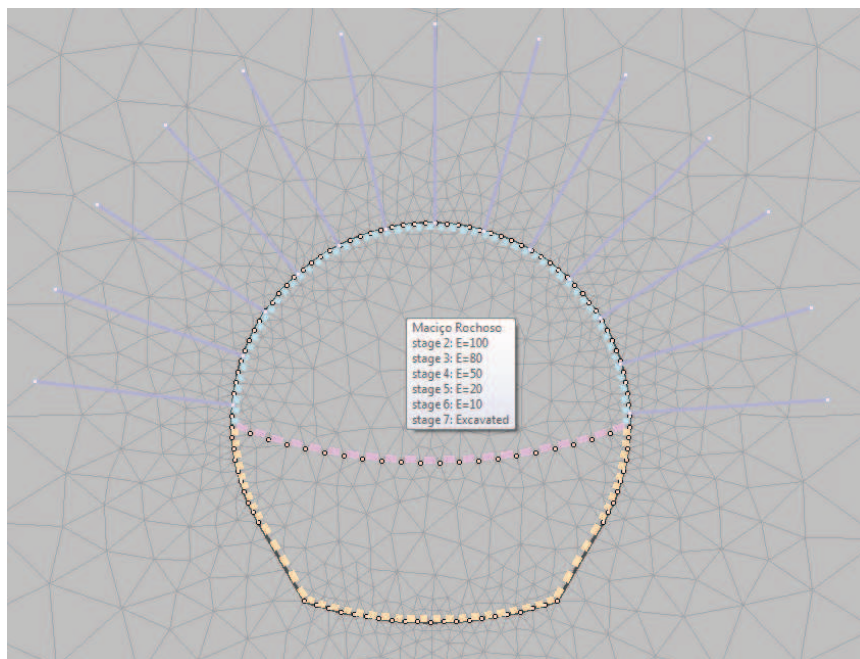 Maciço Rochoso
stage 2: E=100
stage 3: E=80
stage 4: E=50
stage 5: E=20
stage 6: E=10
stage 7: Excavated